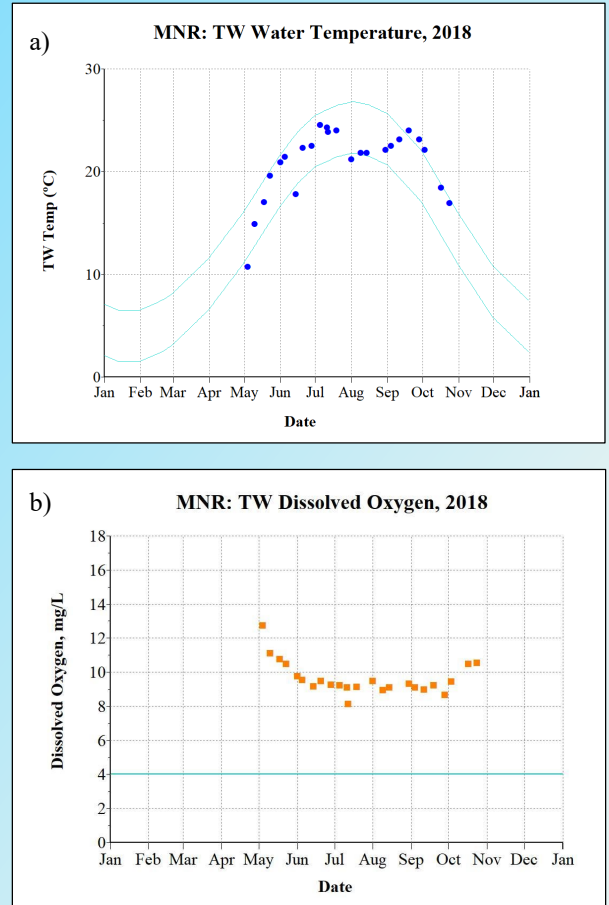 a)
MNR: TW Water Temperature, 2018
30
20
10
0
TW Temp (ºC)
Jan Feb Mar Apr May Jun Jul Aug Sep Oct Nov Dec Jan
Date
b)
MNR: TW Dissolved Oxygen, 2018
18
16
14
12
10
8
6
4
2
0
Dissolved Oxygen, mg/L
Jan Feb Mar Apr May Jun Jul Aug Sep Oct Nov Dec Jan
Date